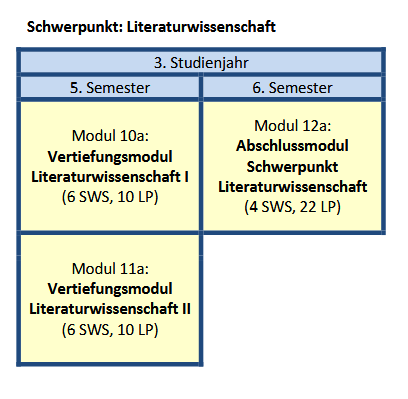 Schwerpunkt: Literaturwissenschaft
3. Studienjahr
5. Semester
6. Semester
Modul 10a:
Vertiefungsmodul
Literaturwissenschaft I
(6 SWS, 10 LP)
Modul 12a:
Abschlussmodul
Schwerpunkt
Literaturwissenschaft
(4 SWS, 22 LP)
Modul 11a:
Vertiefungsmodul
Literaturwissenschaft II
(6 SWS, 10 LP)